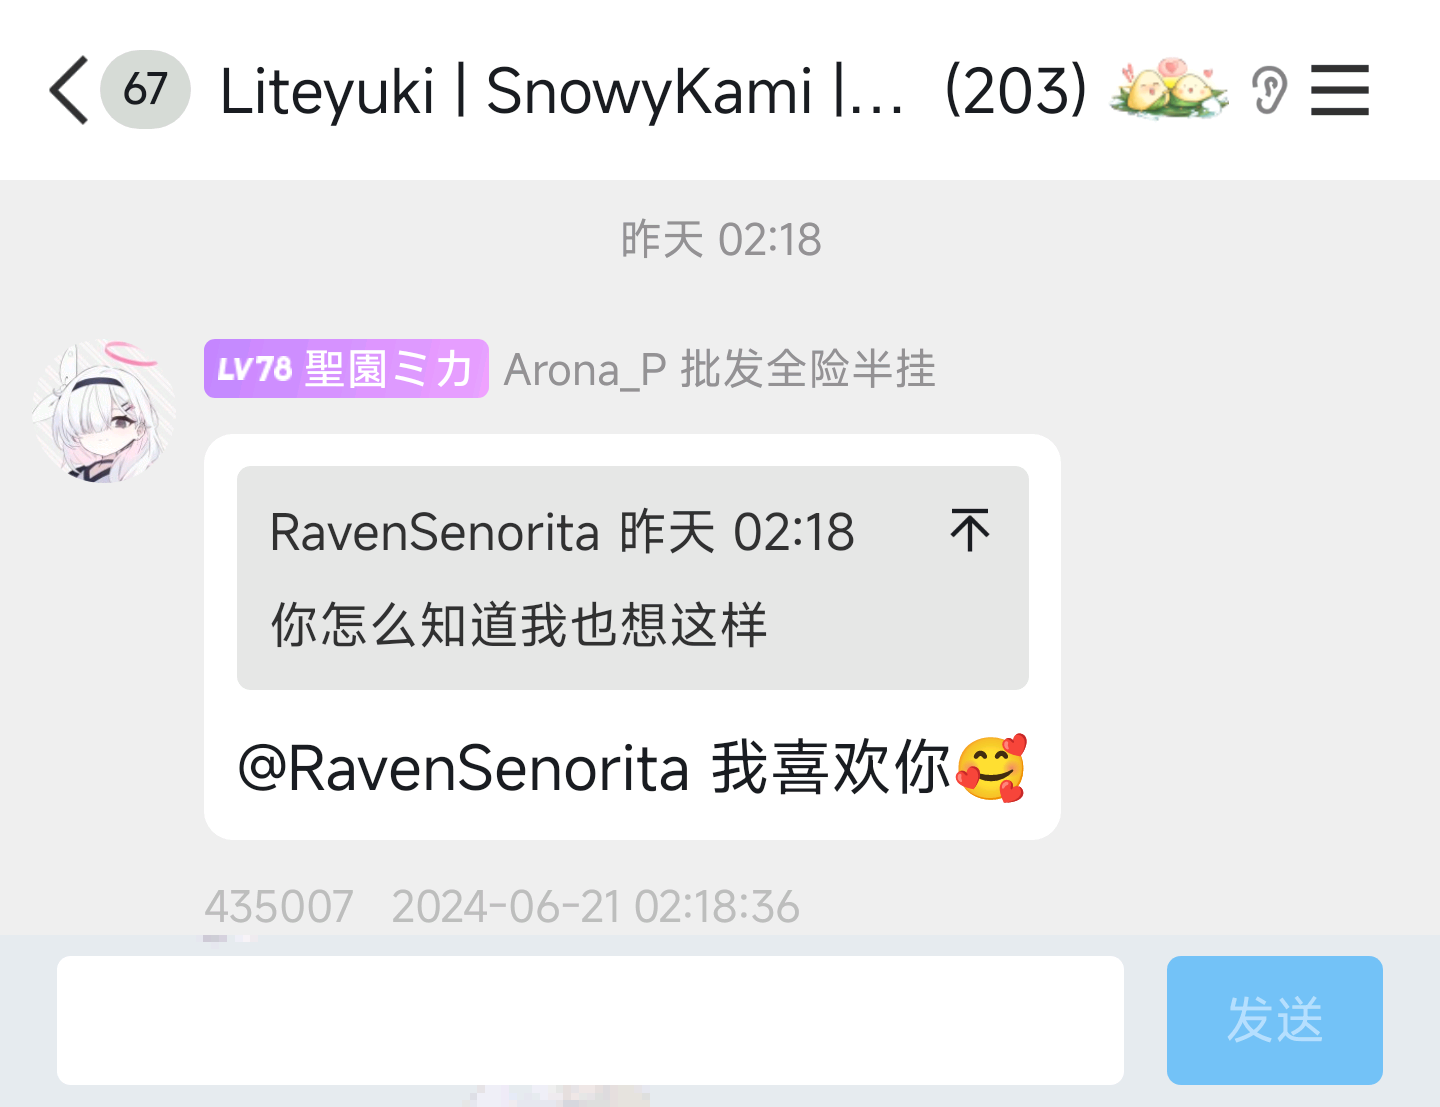 67 Liteyuki | SnowyKami |... (203)
昨天 02:18
LV78 聖園ミカ Arona_P 批发全险半挂
RavenSenorita 昨天 02:18
你怎么知道我也想这样
@RavenSenorita 我喜欢你🥰
435007 2024-06-21 02:18:36
发送